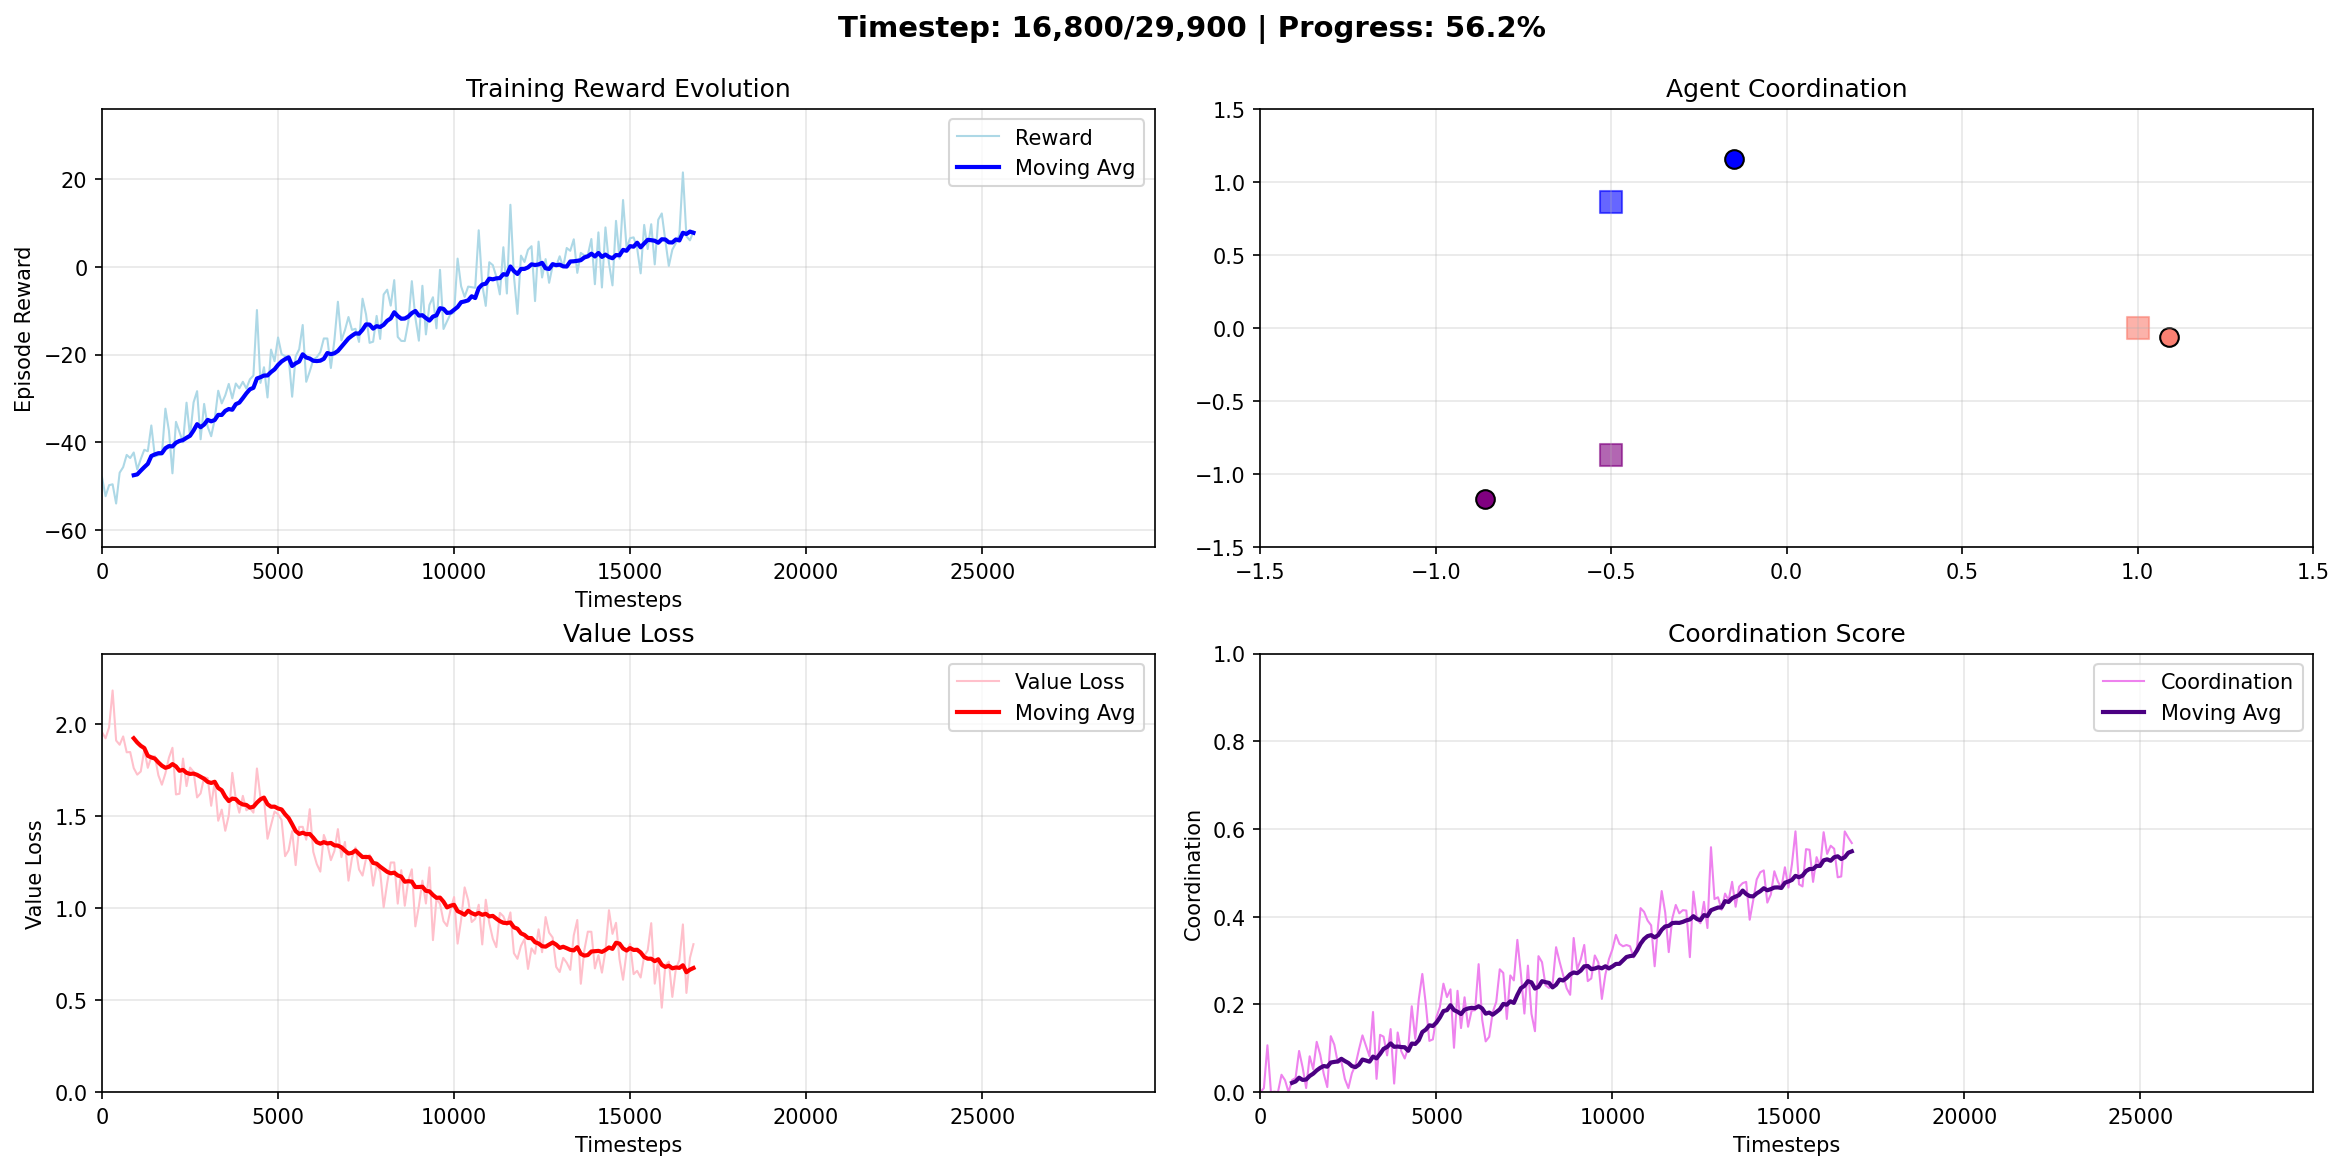 Timestep: 16,800/29,900 | Progress: 56.2%
Training Reward Evolution
Episode Reward
20
0
−20
−40
−60
Reward
Moving Avg
0 5000 10000 15000 20000 25000
Timesteps
Agent Coordination
1.5
1.0
0.5
0.0
−0.5
−1.0
−1.5
−1.5 −1.0 −0.5 0.0 0.5 1.0 1.5
Value Loss
Value Loss
2.0
1.5
1.0
0.5
0.0
Value Loss
Moving Avg
0 5000 10000 15000 20000 25000
Timesteps
Coordination Score
Coordination
1.0
0.8
0.6
0.4
0.2
0.0
Coordination
Moving Avg
0 5000 10000 15000 20000 25000
Timesteps